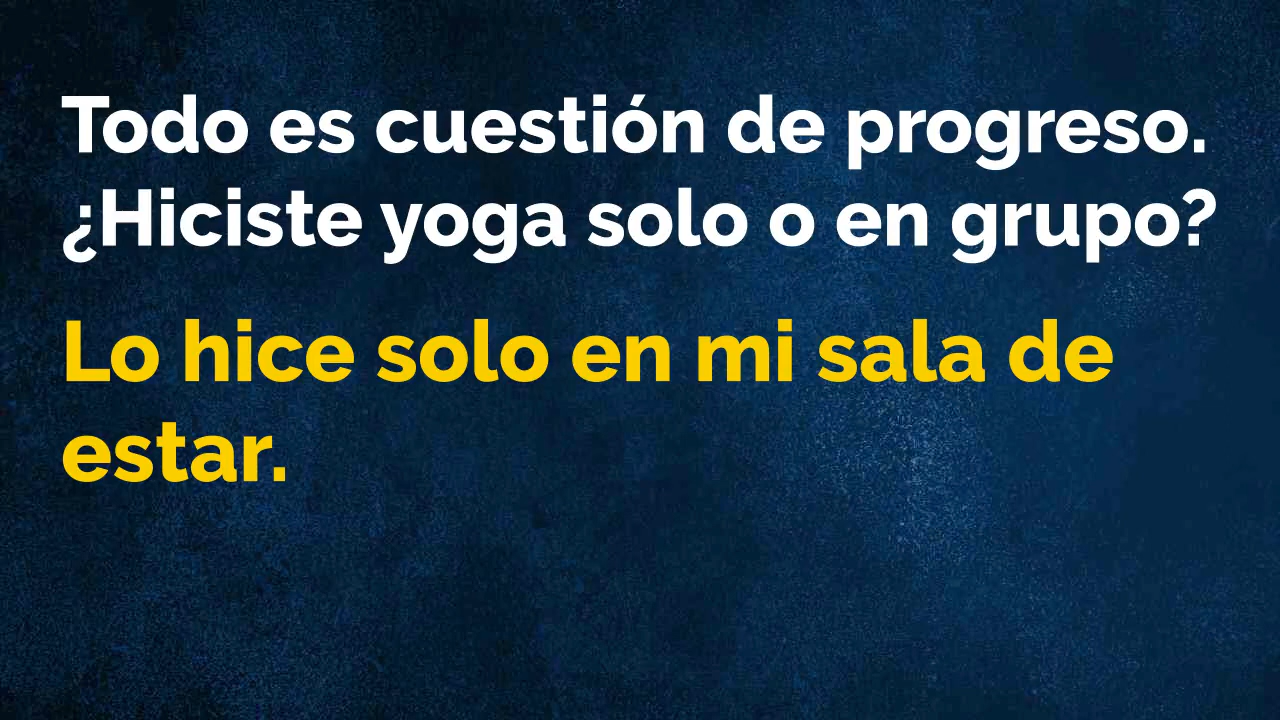 Todo es cuestión de progreso.
¿Hiciste yoga solo o en grupo?
Lo hice solo en mi sala de
estar.